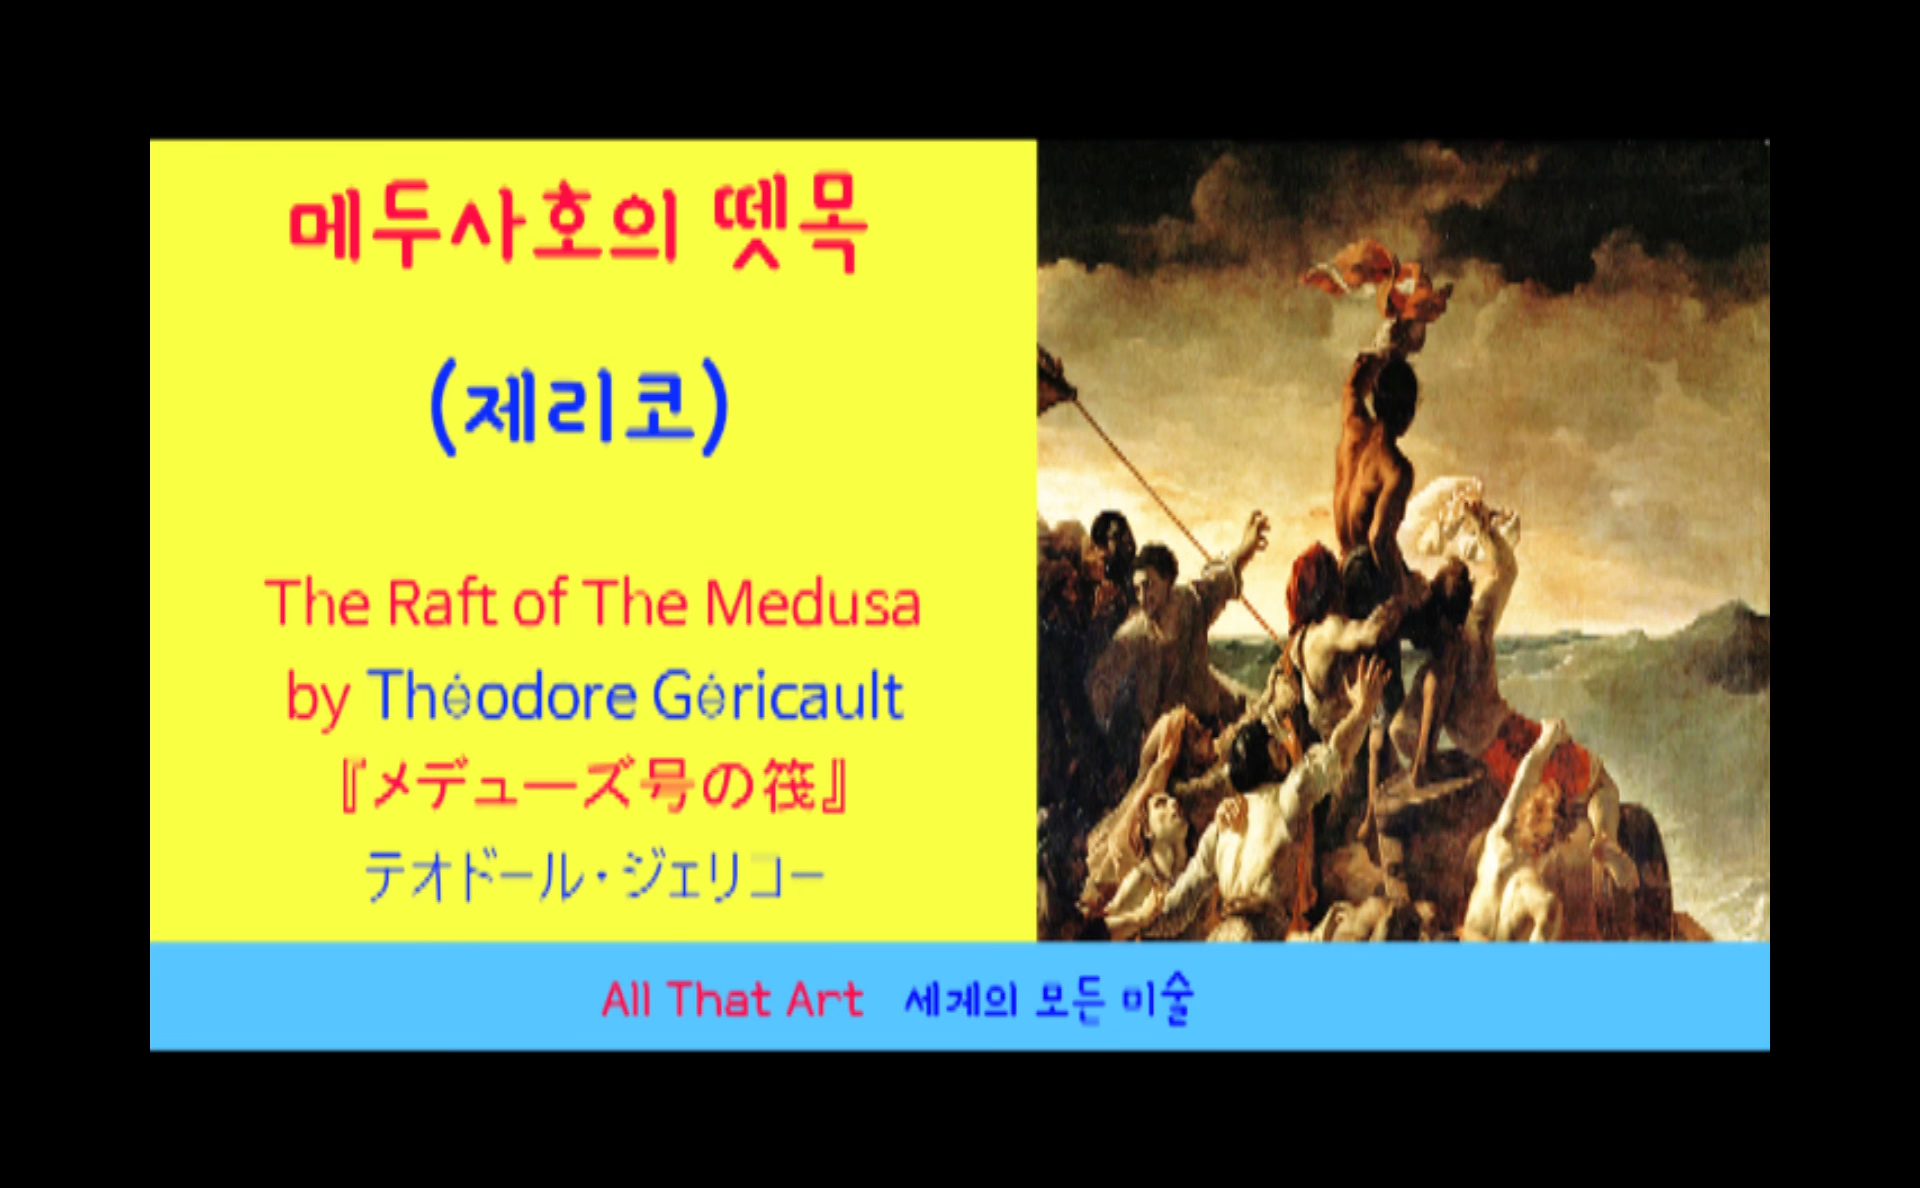 메두사호의 뗏목
(제리코)
The Raft of The Medusa
by Théodore Géricault
『メデューズ号の筏』
テオドール・ジェリコー
All That Art 세계의 모든 미술